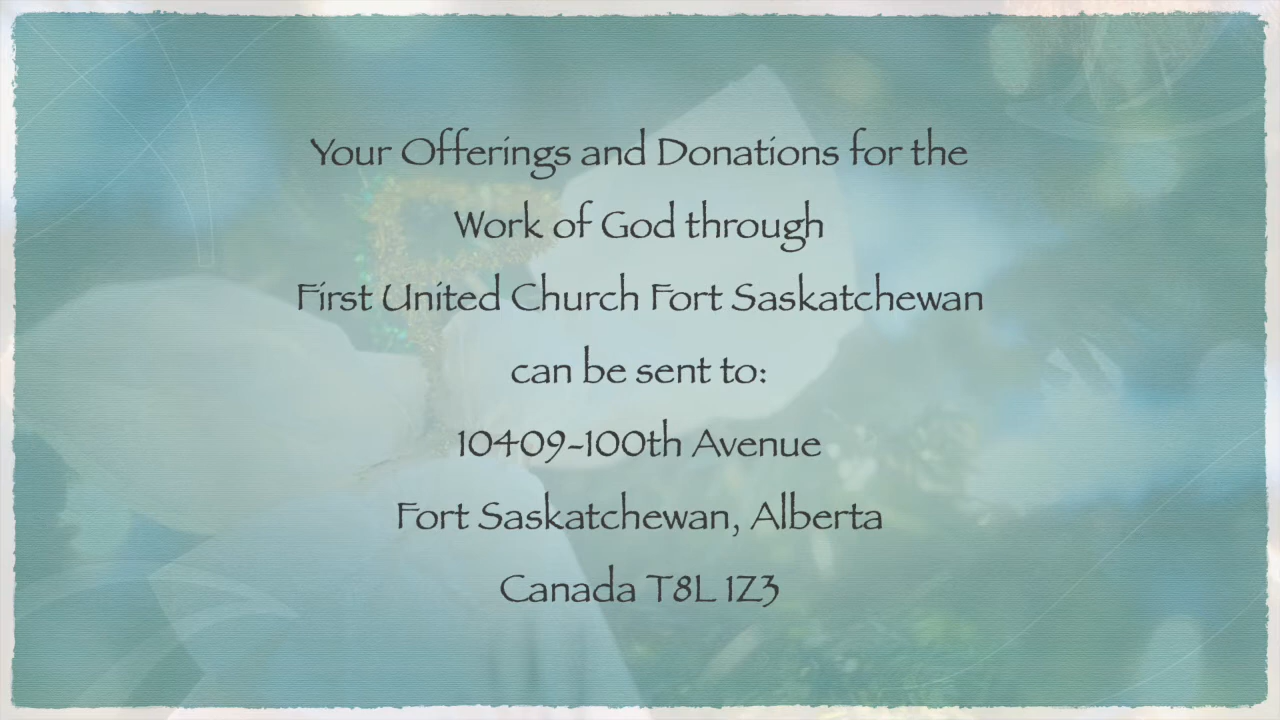 Your Offerings and Donations for the
Work of God through
First United Church Fort Saskatchewan
can be sent to:
10409-100th Avenue
Fort Saskatchewan, Alberta
Canada T8L 1Z3